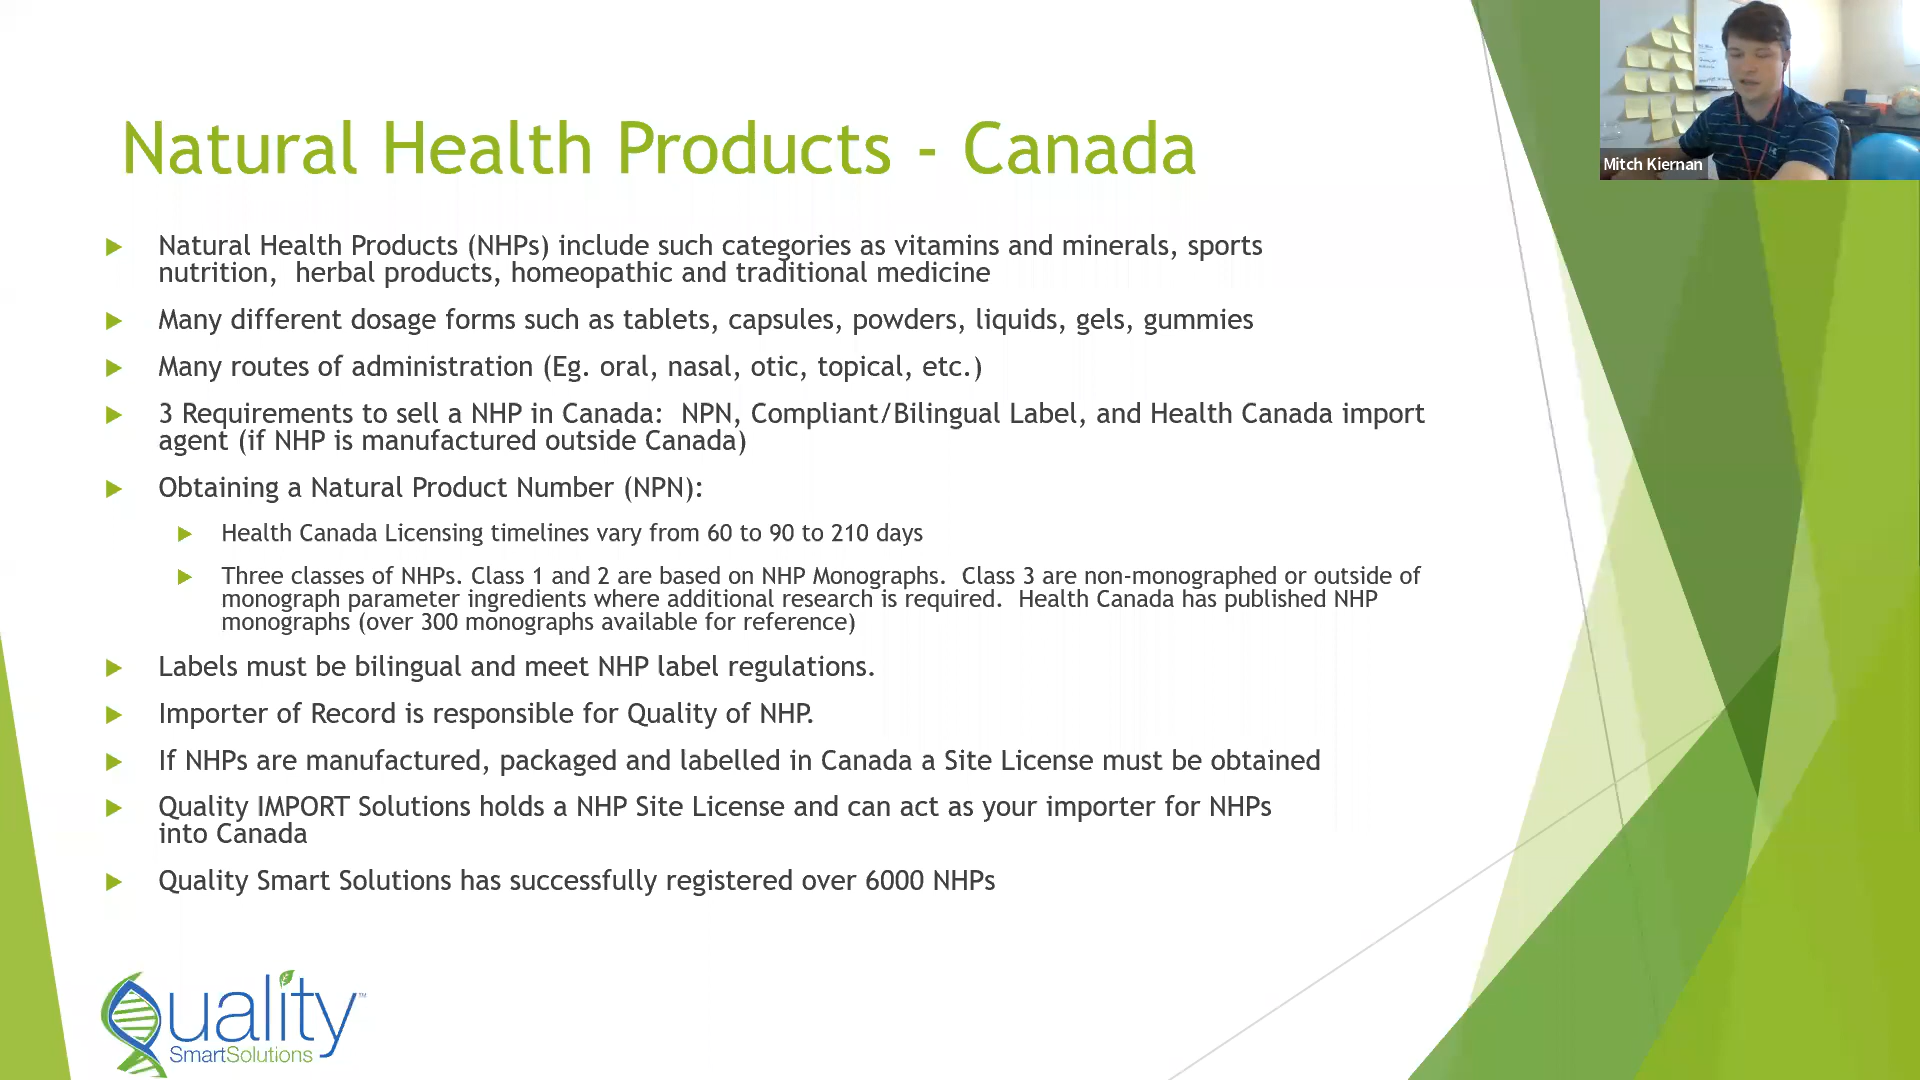 Mitch Kiernan
Natural Health Products - Canada
Natural Health Products (NHPs) include such categories as vitamins and minerals, sports
nutrition,  herbal products, homeopathic and traditional medicine
Many different dosage forms such as tablets, capsules, powders, liquids, gels, gummies
Many routes of administration (Eg. oral, nasal, otic, topical, etc.)
3 Requirements to sell a NHP in Canada:  NPN, Compliant/Bilingual Label, and Health Canada import
agent (if NHP is manufactured outside Canada)
Obtaining a Natural Product Number (NPN):
Health Canada Licensing timelines vary from 60 to 90 to 210 days
Three classes of NHPs. Class 1 and 2 are based on NHP Monographs.  Class 3 are non-monographed or outside of
monograph parameter ingredients where additional research is required.  Health Canada has published NHP
monographs (over 300 monographs available for reference)
Labels must be bilingual and meet NHP label regulations.
Importer of Record is responsible for Quality of NHP.
If NHPs are manufactured, packaged and labelled in Canada a Site License must be obtained
Quality IMPORT Solutions holds a NHP Site License and can act as your importer for NHPs
into Canada
Quality Smart Solutions has successfully registered over 6000 NHPs
Quality™
SmartSolutions